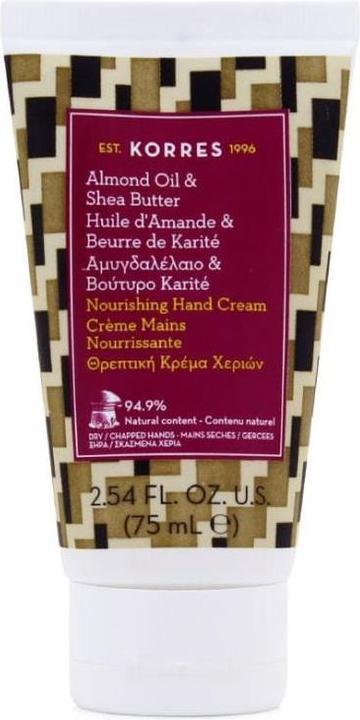 EST. KORRES 1996
Almond Oil &
Shea Butter
Huile d'Amande &
Beurre de Karité
Αμυγδαλέλαιο &
Βούτυρο Καριτέ
Nourishing Hand Cream
Crème Mains
Nourrissante
Θρεπτική Κρέμα Χεριών
94.9%
Natural content - Contenu naturel
DRY / CHAPPED HANDS - MAINS SECHES / GERCEES
ΞΗΡΑ / ΣΚΑΣΜΕΝΑ ΧΕΡΙΑ
2.54 FL. OZ. U.S.
(75 mL ℮)